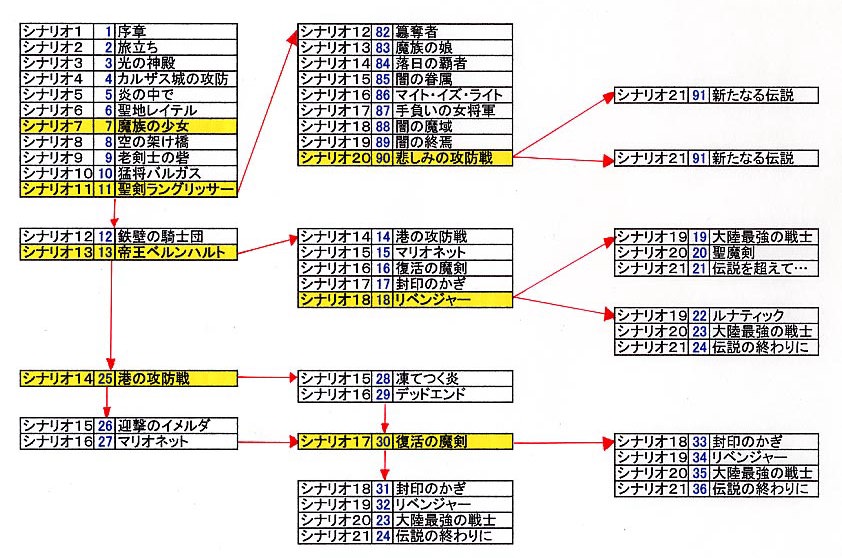 シナリオ1 1 序章
シナリオ2 2 旅立ち
シナリオ3 3 光の神殿
シナリオ4 4 カルザス城の攻防
シナリオ5 5 炎の中で
シナリオ6 6 聖地レイテル
シナリオ7 7 魔族の少女
シナリオ8 8 空の架け橋
シナリオ9 9 老剣士の砦
シナリオ10 10 猛将バルガス
シナリオ11 11 聖剣ラングリッサー
シナリオ12 82 簒奪者
シナリオ13 83 魔族の娘
シナリオ14 84 落日の覇者
シナリオ15 85 闇の眷属
シナリオ16 86 マイト・イズ・ライト
シナリオ17 87 手負いの女将軍
シナリオ18 88 闇の魔域
シナリオ19 89 闇の終焉
シナリオ20 90 悲しみの攻防戦
シナリオ21 91 新たなる伝説
シナリオ21 91 新たなる伝説
シナリオ12 12 鉄壁の騎士団
シナリオ13 13 帝王ベルンハルト
シナリオ14 14 港の攻防戦
シナリオ15 15 マリオネット
シナリオ16 16 復活の魔剣
シナリオ17 17 封印のかぎ
シナリオ18 18 リベンジャー
シナリオ19 19 大陸最強の戦士
シナリオ20 20 聖魔剣
シナリオ21 21 伝説を超えて…
シナリオ19 22 ルナティック
シナリオ20 23 大陸最強の戦士
シナリオ21 24 伝説の終わりに
シナリオ14 25 港の攻防戦
シナリオ15 26 迎撃のイメルダ
シナリオ16 27 マリオネット
シナリオ15 28 凍てつく炎
シナリオ16 29 デッドエンド
シナリオ17 30 復活の魔剣
シナリオ18 31 封印のかぎ
シナリオ19 32 リベンジャー
シナリオ20 23 大陸最強の戦士
シナリオ21 24 伝説の終わりに
シナリオ18 33 封印のかぎ
シナリオ19 34 リベンジャー
シナリオ20 35 大陸最強の戦士
シナリオ21 36 伝説の終わりに